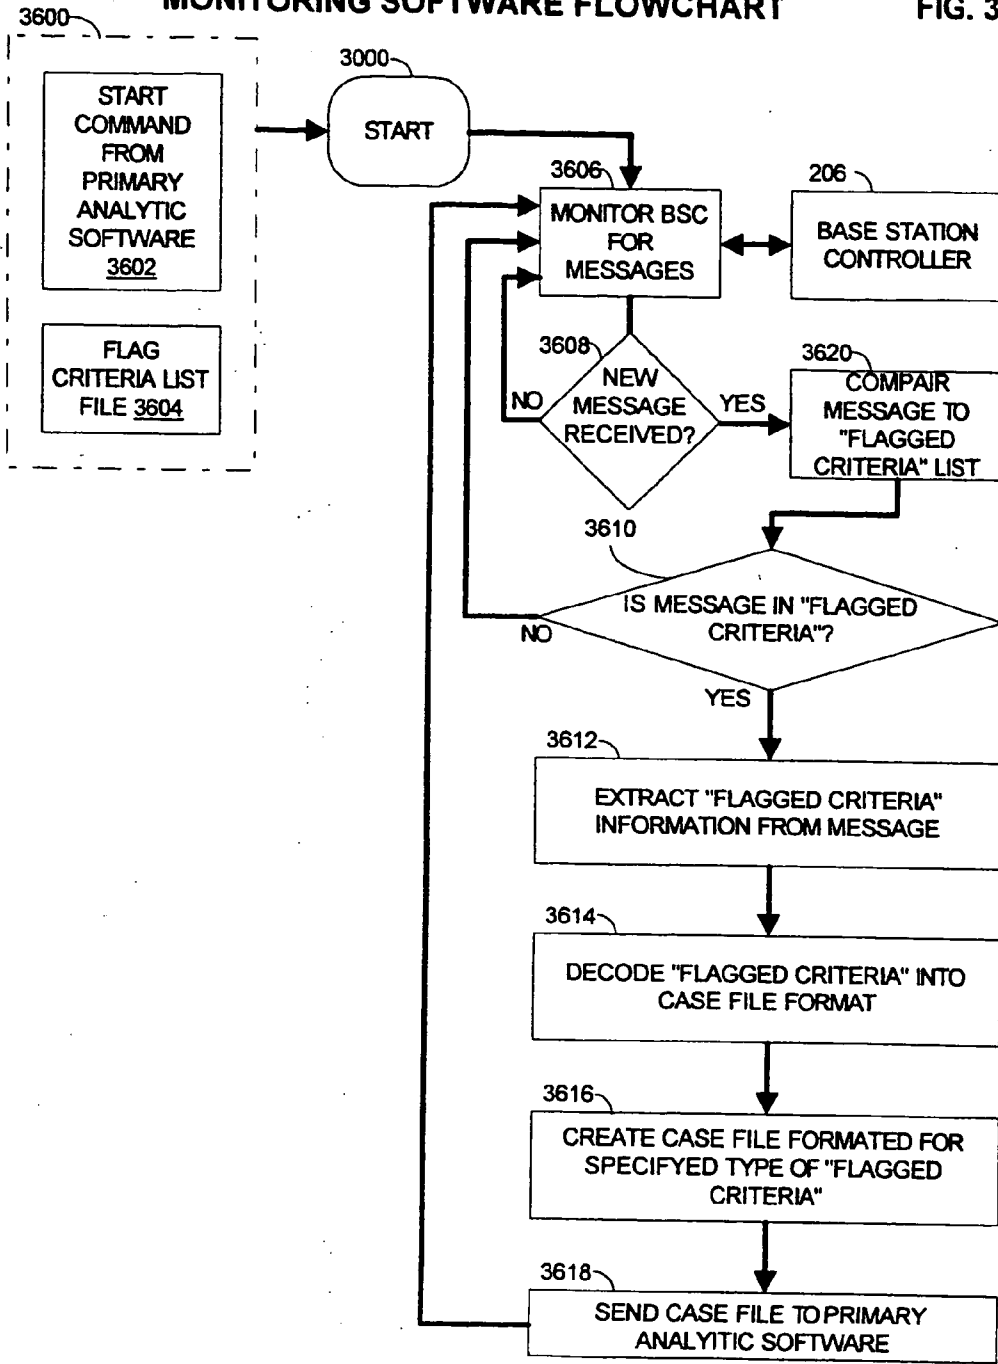 MONITORING SOFTWARE FLOWCHART
FIG. 3
3600
START
COMMAND
FROM
PRIMARY
ANALYTIC
SOFTWARE
3602
FLAG
CRITERIA LIST
FILE 3604
3000
START
3606
MONITOR BSC
FOR
MESSAGES
206
BASE STATION
CONTROLLER
3608
NEW
MESSAGE
RECEIVED?
NO
YES
3620
COMPAIR
MESSAGE TO
"FLAGGED
CRITERIA" LIST
3610
IS MESSAGE IN "FLAGGED
CRITERIA"?
NO
YES
3612
EXTRACT "FLAGGED CRITERIA"
INFORMATION FROM MESSAGE
3614
DECODE "FLAGGED CRITERIA" INTO
CASE FILE FORMAT
3616
CREATE CASE FILE FORMATED FOR
SPECIFYED TYPE OF "FLAGGED
CRITERIA"
3618
SEND CASE FILE TO PRIMARY
ANALYITIC SOFTWARE